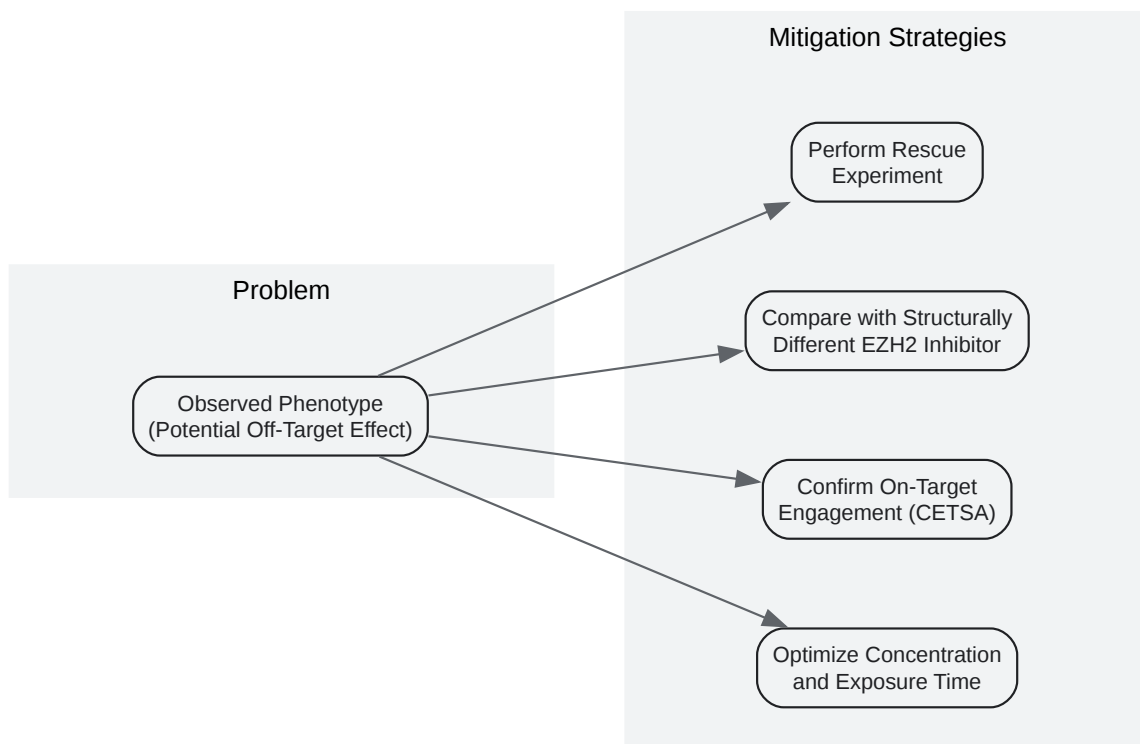 Mitigation Strategies
Perform Rescue
Experiment
Problem
Compare with Structurally
Different EZH2 Inhibitor
Observed Phenotype
(Potential Off-Target Effect)
Confirm On-Target
Engagement (CETSA)
Optimize Concentration
and Exposure Time